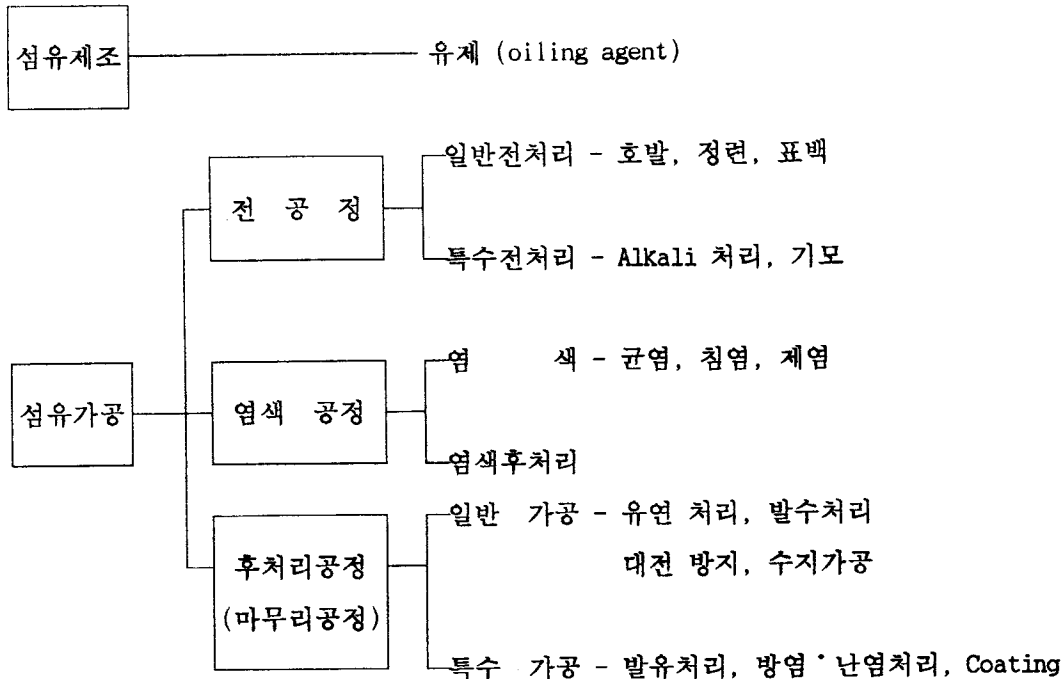 섬유제조 유제 (oiling agent)
일반전처리 - 호발, 정련, 표백
전 공 정
특수전처리 - Alkali 처리, 기모
염 색 - 균염, 침염, 제염
섬유가공 염색 공정
염색후처리
일반 가공 - 유연 처리, 발수처리
후처리공정 대전 방지, 수지가공
(마무리공정)
특수 가공 - 발유처리, 방염·난염처리, Coating